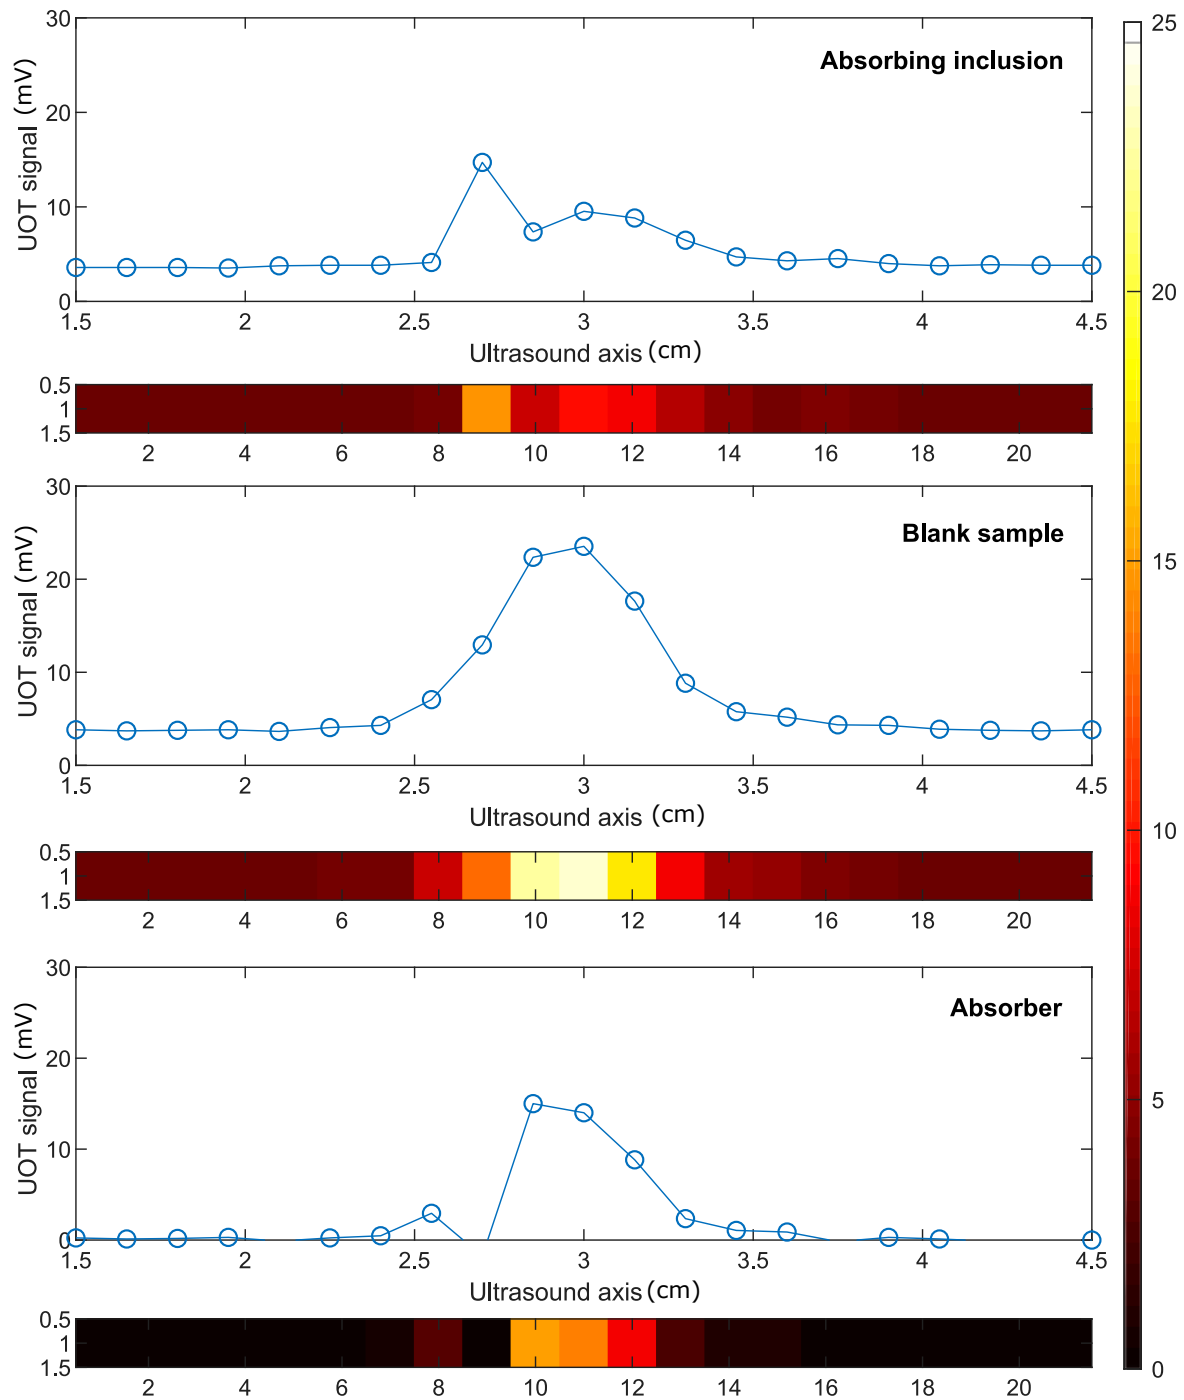 30
20
10
0
UOT signal (mV)
Absorbing inclusion
1.5 2 2.5 3 3.5 4 4.5
Ultrasound axis (cm)
0.5
1
1.5
2 4 6 8 10 12 14 16 18 20
30
20
10
0
UOT signal (mV)
Blank sample
1.5 2 2.5 3 3.5 4 4.5
Ultrasound axis (cm)
0.5
1
1.5
2 4 6 8 10 12 14 16 18 20
30
20
10
0
UOT signal (mV)
Absorber
1.5 2 2.5 3 3.5 4 4.5
Ultrasound axis (cm)
0.5
1
1.5
2 4 6 8 10 12 14 16 18 20
25
20
15
10
5
0